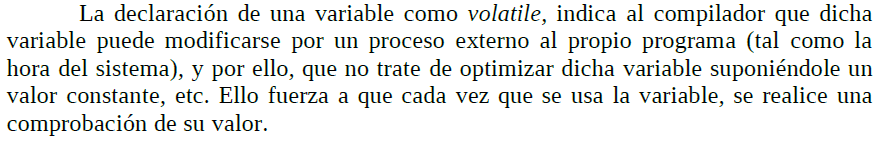 La declaración de una variable como volatile, indica al compilador que dicha
variable puede modificarse por un proceso externo al propio programa (tal como la
hora del sistema), y por ello, que no trate de optimizar dicha variable suponiéndole un
valor constante, etc. Ello fuerza a que cada vez que se usa la variable, se realice una
comprobación de su valor.